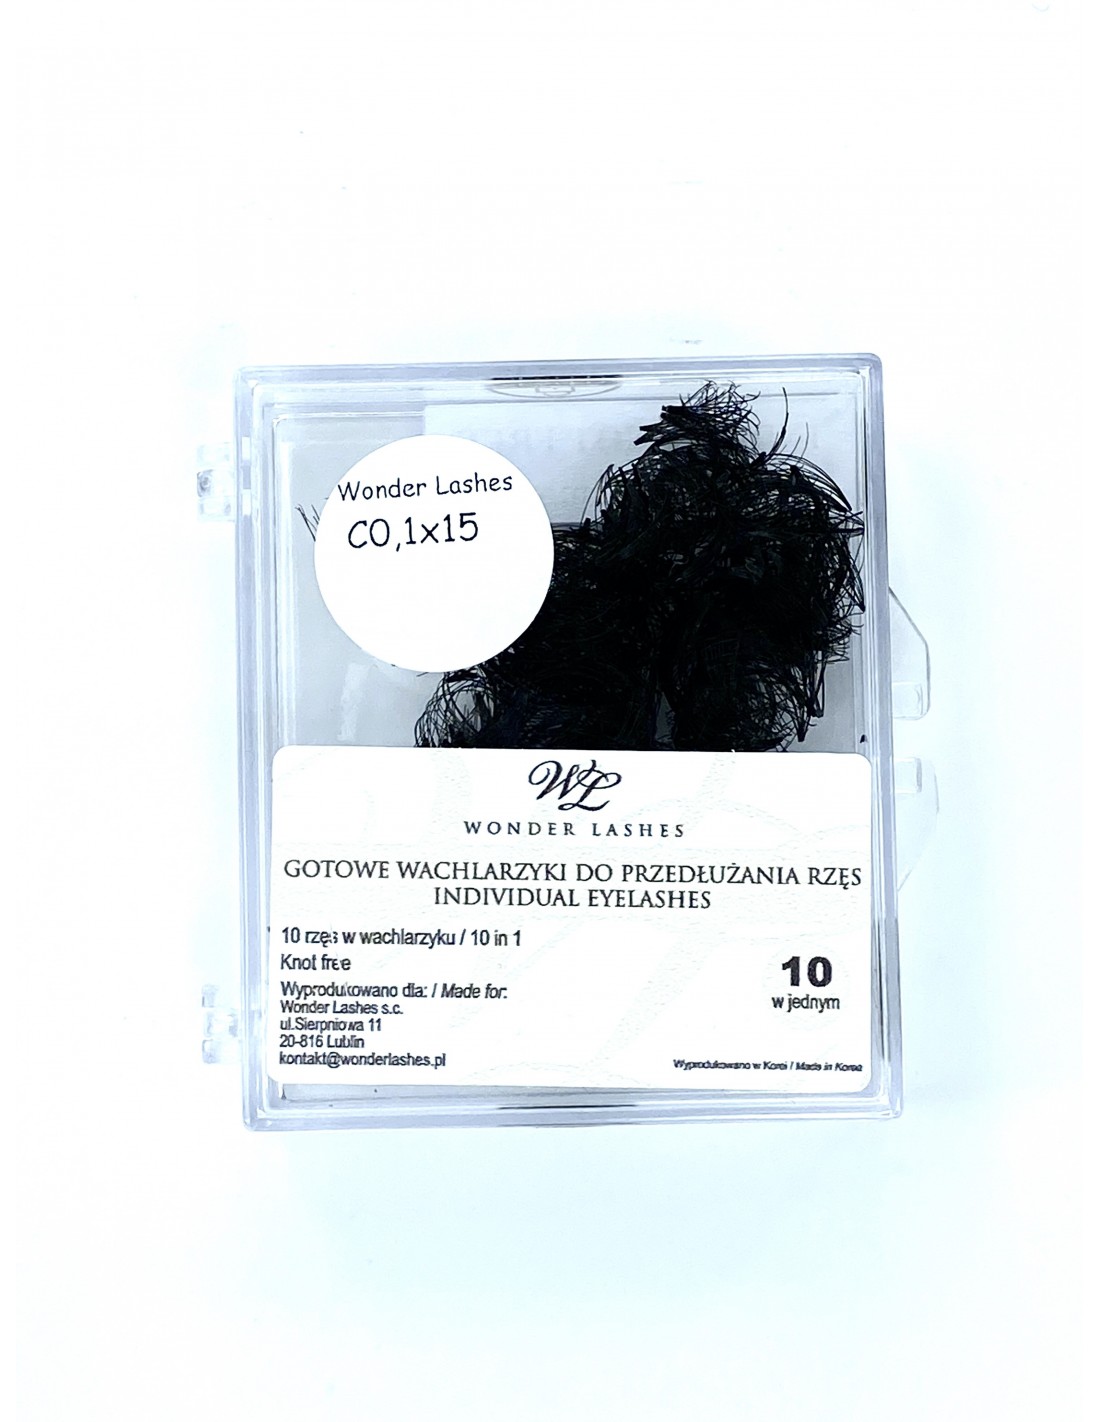 Wonder Lashes
C0,1x15
WL
WONDER LASHES
GOTOWE WACHLARZYKI DO PRZEDŁUŻANIA RZĘS
INDIVIDUAL EYELASHES
10 rzęs w wachlarzyku / 10 in 1
Knot free
Wyprodukowano dla: / Made for:
Wonder Lashes s.c.
ul.Sierpniowa 11
20-816 Lublin
kontakt@wonderlashes.pl
10
w jednym
Wyprodukowano w Korei / Made in Korea